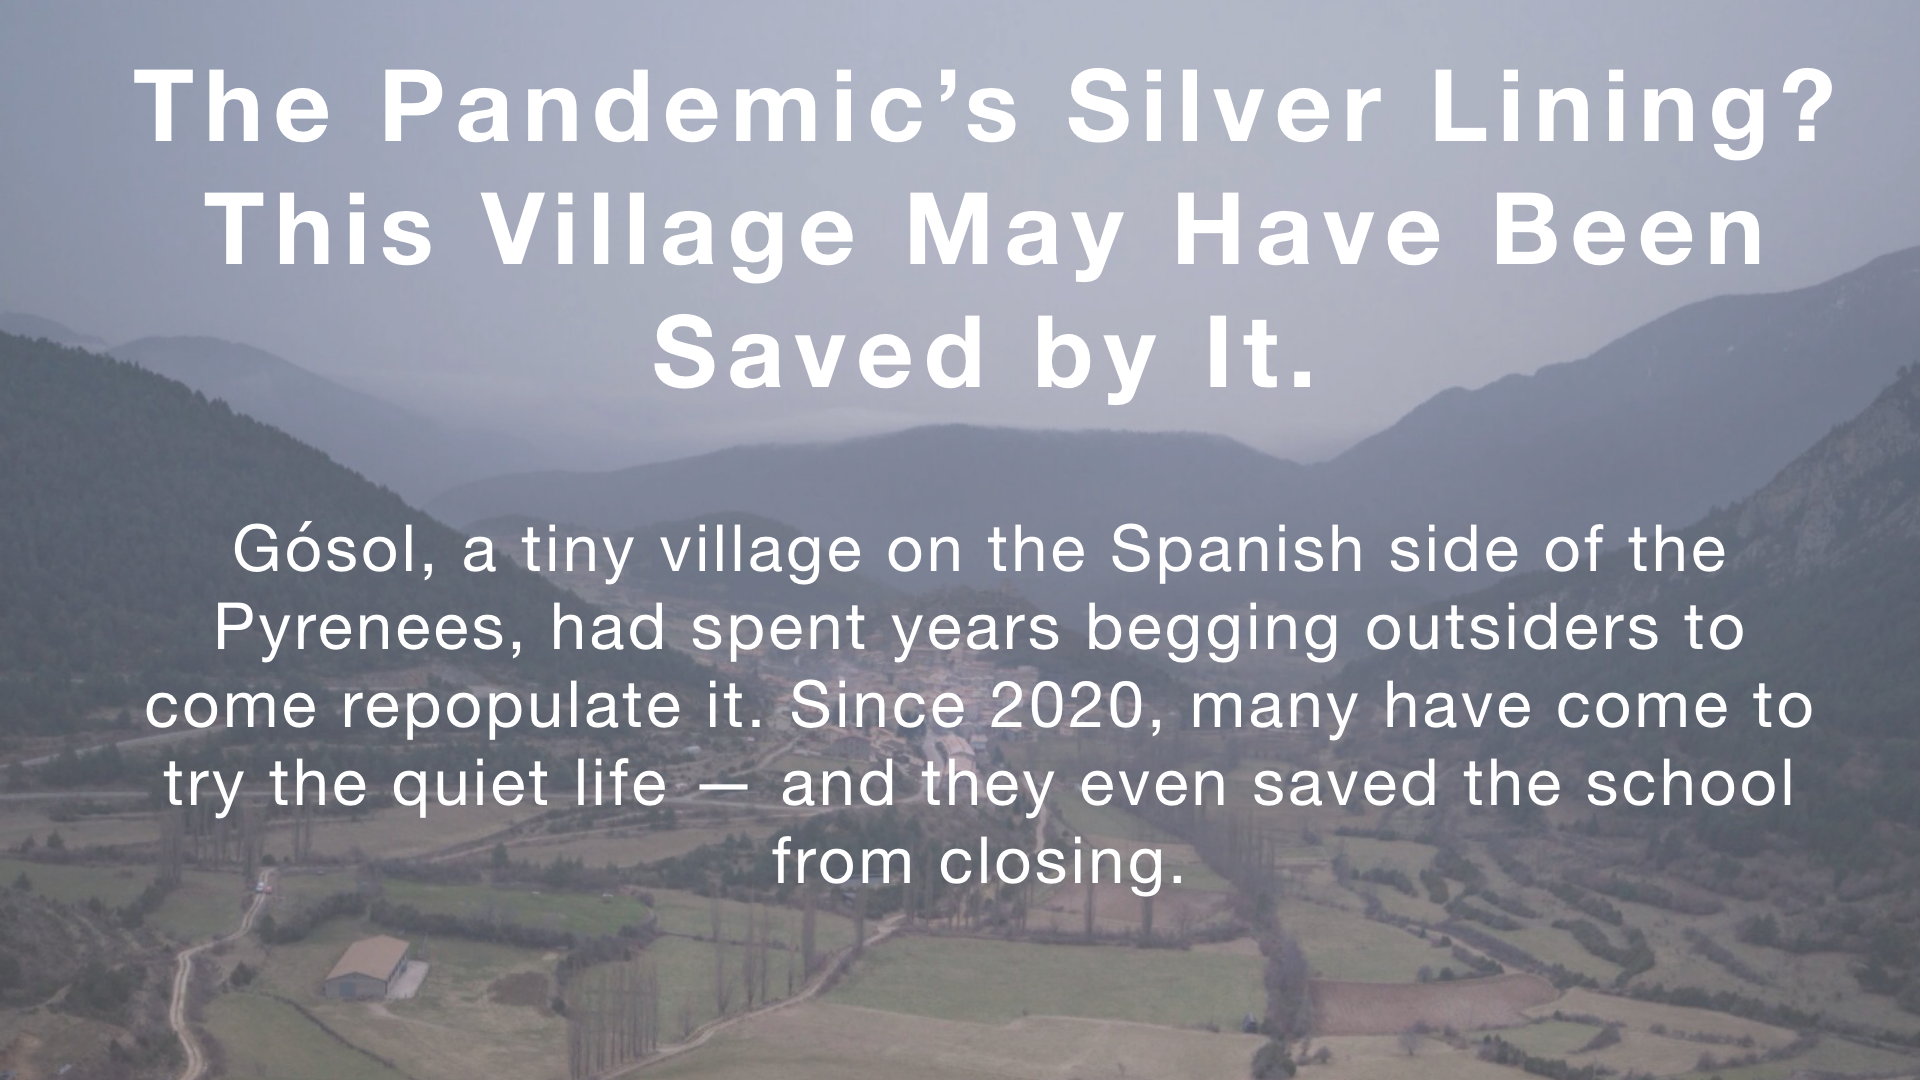 The Pandemic’s Silver Lining?
This Village May Have Been
Saved by It.
Gósol, a tiny village on the Spanish side of the
Pyrenees, had spent years begging outsiders to
come repopulate it. Since 2020, many have come to
try the quiet life — and they even saved the school
from closing.